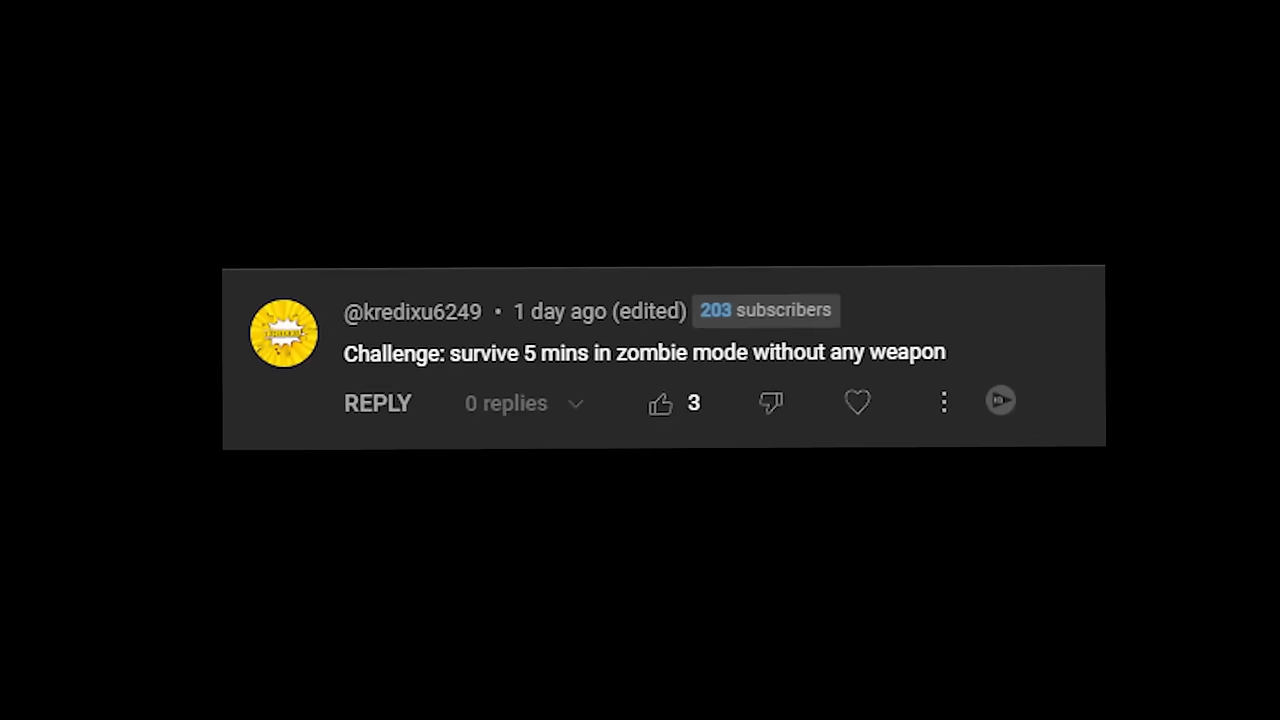 @kredixu6249 • 1 day ago (edited) 203 subscribers
Challenge: survive 5 mins in zombie mode without any weapon
REPLY 0 replies 3